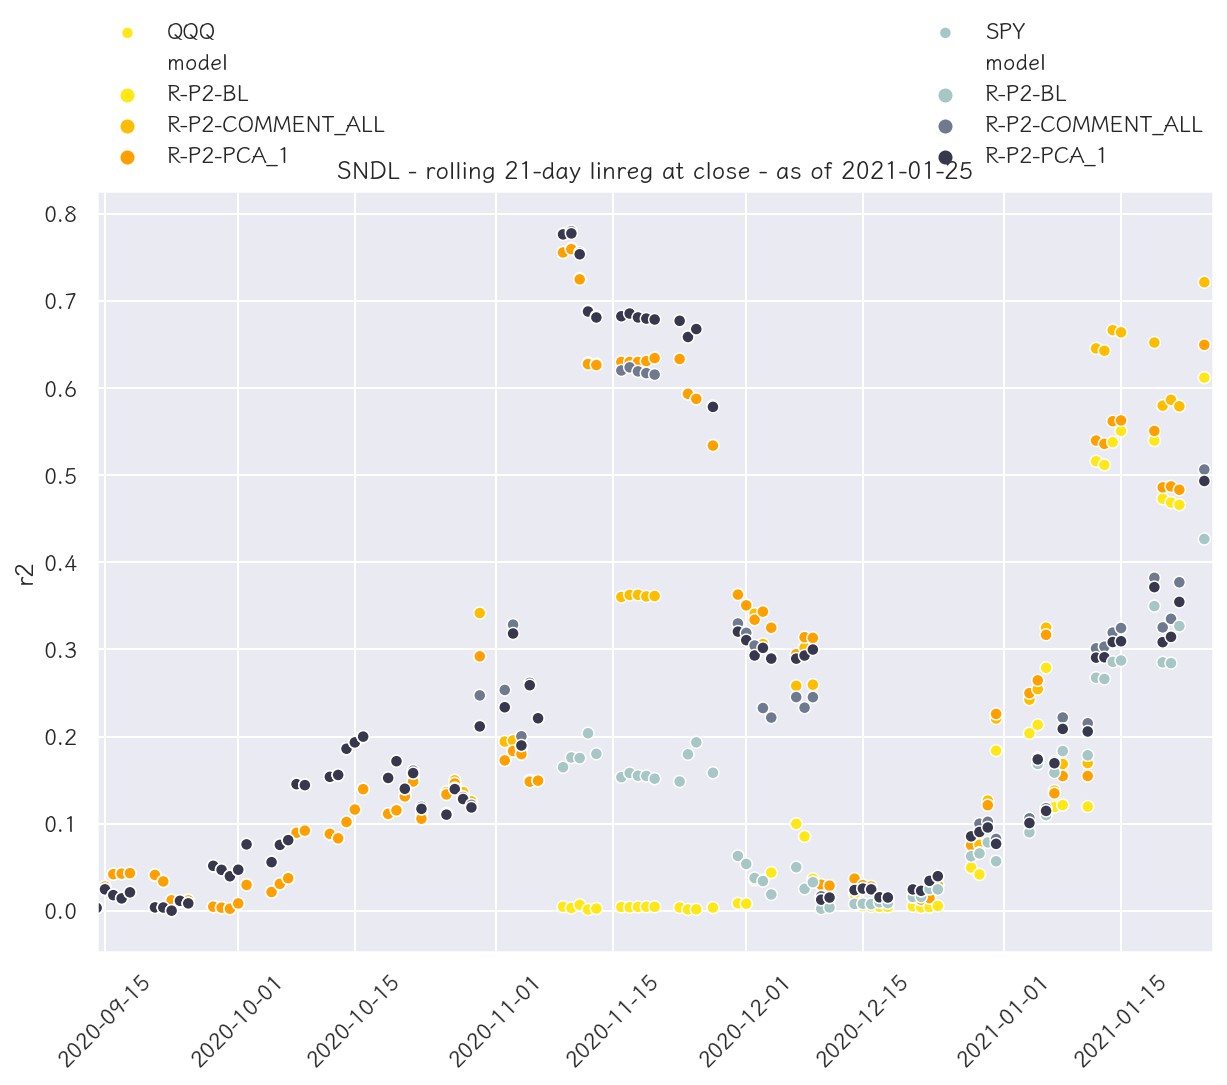 QQQ
model
R-P2-BL
R-P2-COMMENT_ALL
R-P2-PCA_1
SPY
model
R-P2-BL
R-P2-COMMENT_ALL
R-P2-PCA_1
SNDL - rolling 21-day linreg at close - as of 2021-01-25
r2
0.8
0.7
0.6
0.5
0.4
0.3
0.2
0.1
0.0
2020-09-15
2020-10-01
2020-10-15
2020-11-01
2020-11-15
2020-12-01
2020-12-15
2021-01-01
2021-01-15